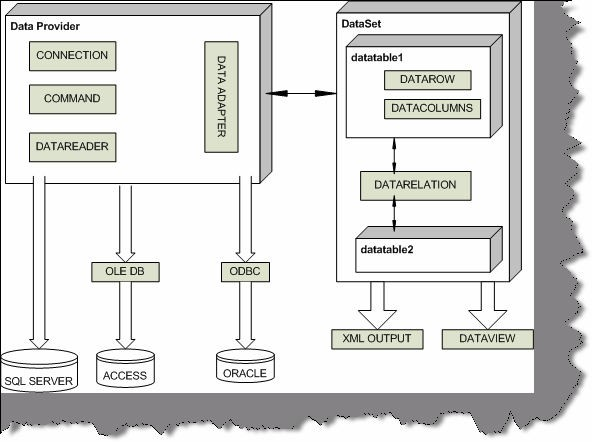 Data Provider
CONNECTION
COMMAND
DATAREADER
DATA ADAPTER
DataSet
datatable1
DATAROW
DATACOLUMNS
DATARELATION
datatable2
OLE DB
ODBC
XML OUTPUT
DATAVIEW
SQL SERVER
ACCESS
ORACLE